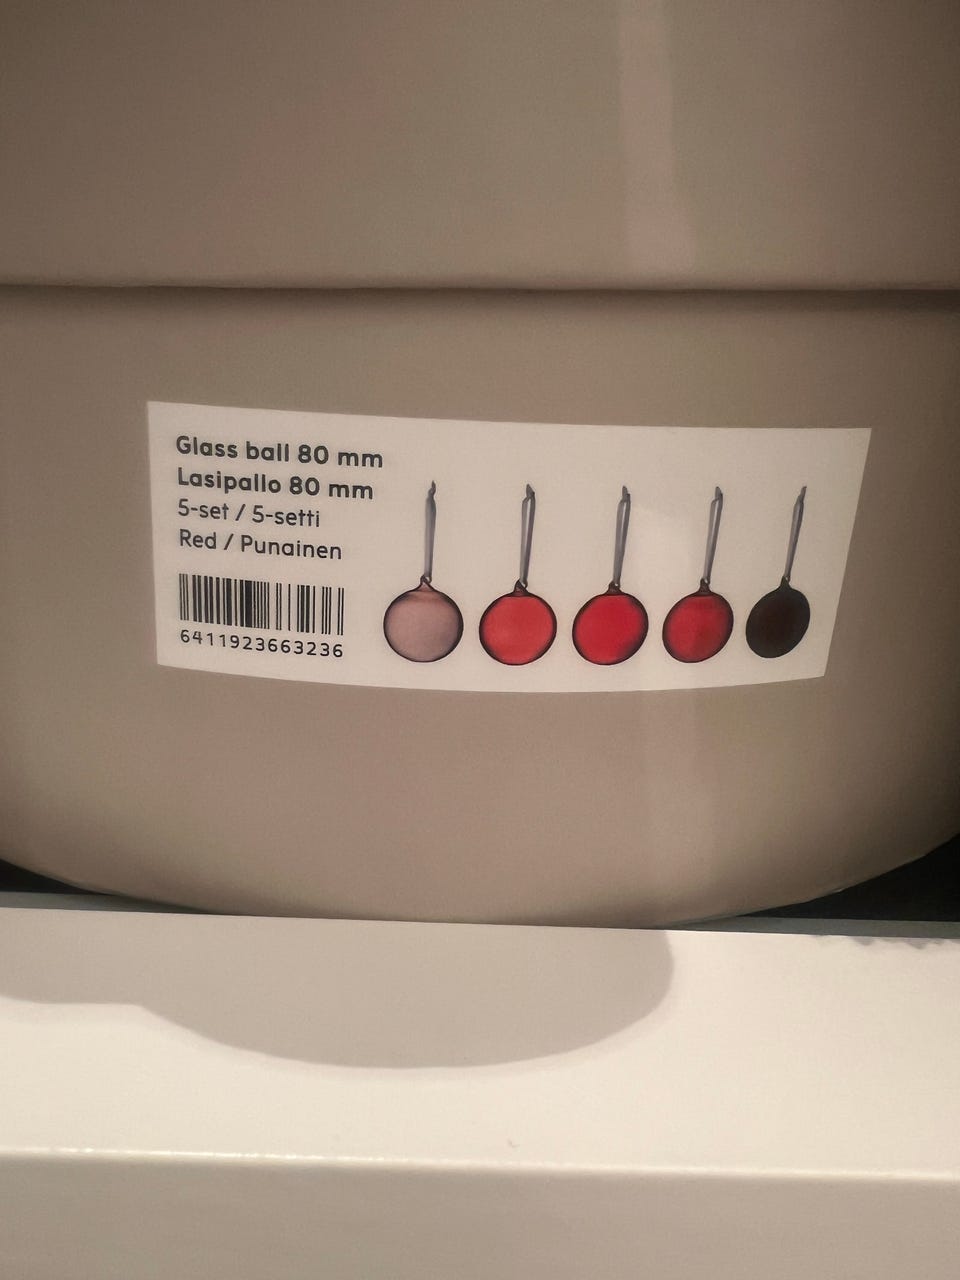 Glass ball 80 mm
Lasipallo 80 mm
5-set / 5-setti
Red / Punainen
6411923663236